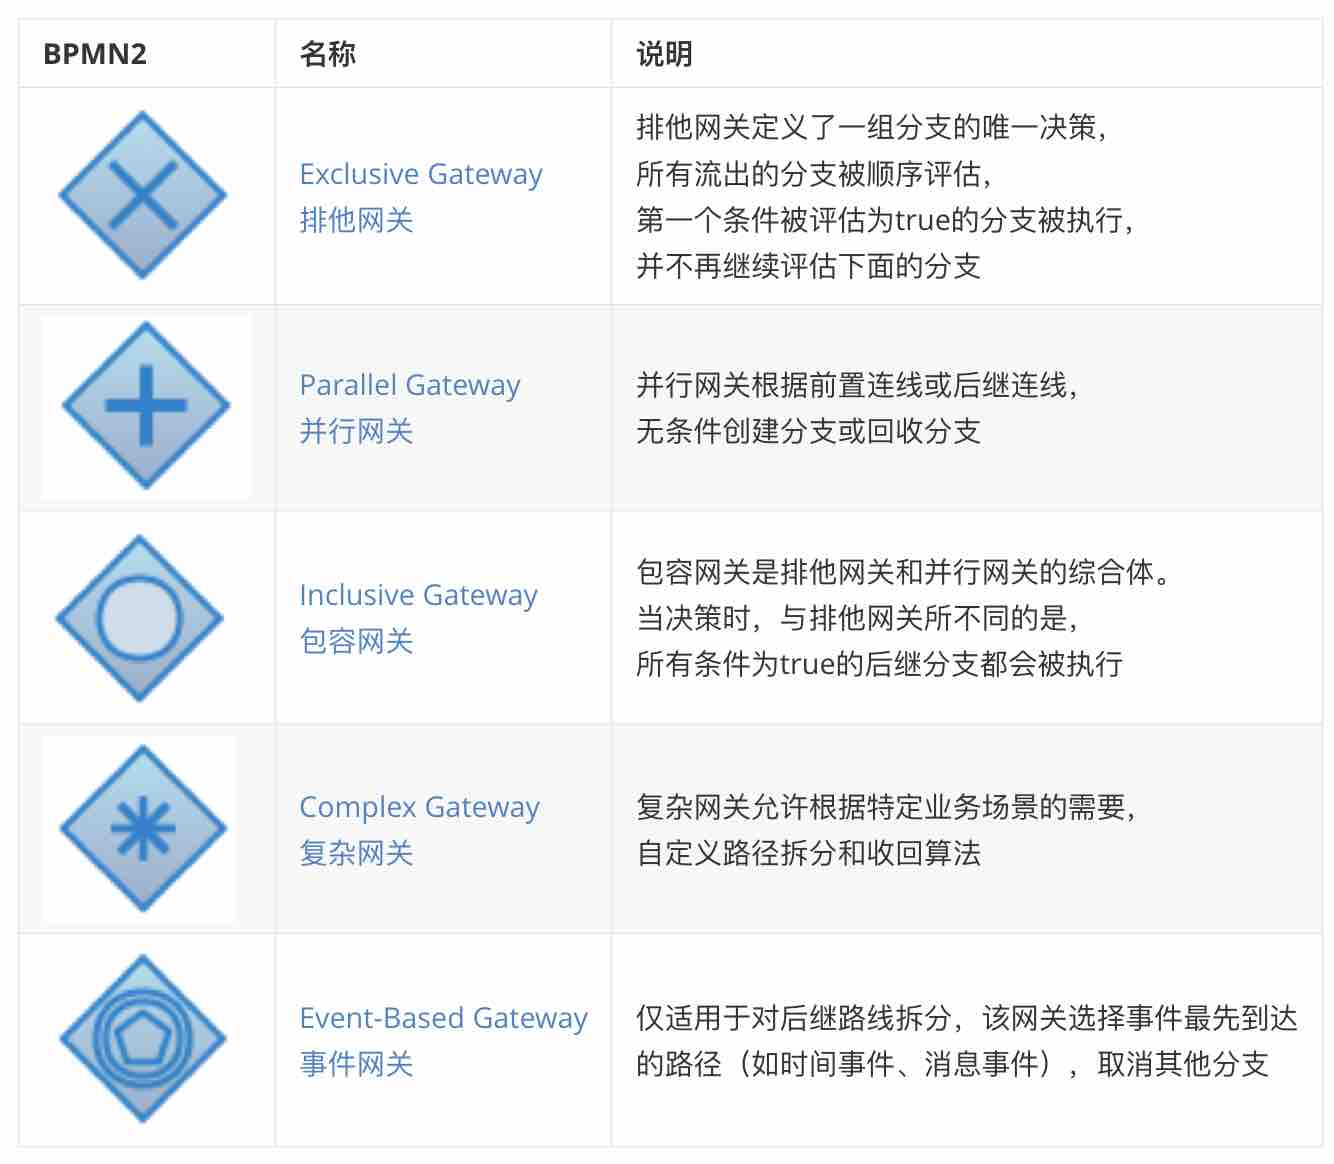 BPMN2 名称 说明
Exclusive Gateway
排他网关
排他网关定义了一组分支的唯一决策，
所有流出的分支被顺序评估，
第一个条件被评估为true的分支被执行，
并不再继续评估下面的分支
Parallel Gateway
并行网关
并行网关根据前置连线或后继连线，
无条件创建分支或回收分支
Inclusive Gateway
包容网关
包容网关是排他网关和并行网关的综合体。
当决策时，与排他网关所不同的是，
所有条件为true的后继分支都会被执行
Complex Gateway
复杂网关
复杂网关允许根据特定业务场景的需要，
自定义路径拆分和收回算法
Event-Based Gateway
事件网关
仅适用于对后继路线拆分，该网关选择事件最先到达
的路径（如时间事件、消息事件），取消其他分支